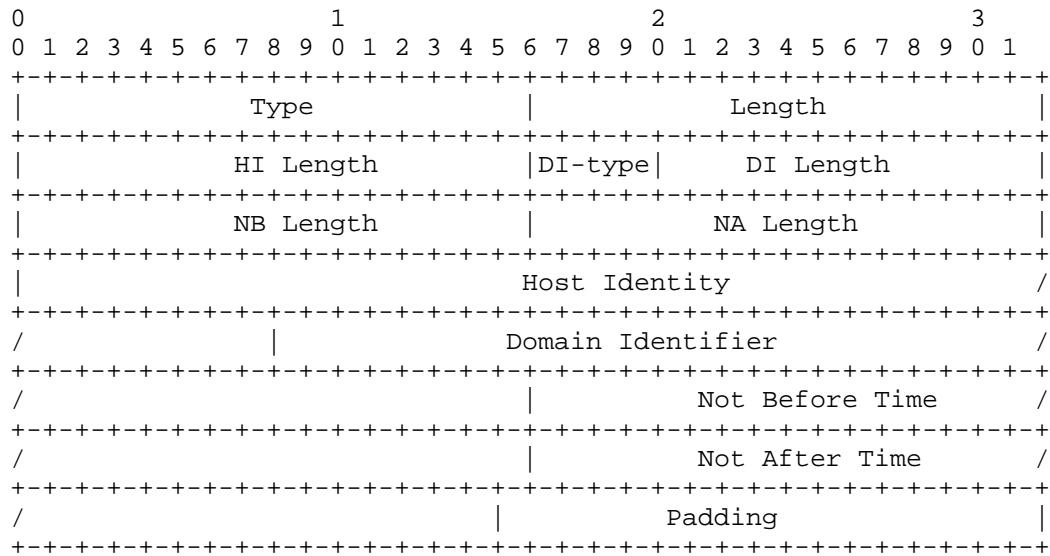 0                   1                   2                   3
0 1 2 3 4 5 6 7 8 9 0 1 2 3 4 5 6 7 8 9 0 1 2 3 4 5 6 7 8 9 0 1
+-+-+-+-+-+-+-+-+-+-+-+-+-+-+-+-+-+-+-+-+-+-+-+-+-+-+-+-+-+-+-+-+
|              Type             |            Length             |
+-+-+-+-+-+-+-+-+-+-+-+-+-+-+-+-+-+-+-+-+-+-+-+-+-+-+-+-+-+-+-+-+
|             HI Length         |DI-type|     DI Length         |
+-+-+-+-+-+-+-+-+-+-+-+-+-+-+-+-+-+-+-+-+-+-+-+-+-+-+-+-+-+-+-+-+
|             NB Length         |           NA Length           |
+-+-+-+-+-+-+-+-+-+-+-+-+-+-+-+-+-+-+-+-+-+-+-+-+-+-+-+-+-+-+-+-+
|                               Host Identity                   /
+-+-+-+-+-+-+-+-+-+-+-+-+-+-+-+-+-+-+-+-+-+-+-+-+-+-+-+-+-+-+-+-+
/               |              Domain Identifier                /
+-+-+-+-+-+-+-+-+-+-+-+-+-+-+-+-+-+-+-+-+-+-+-+-+-+-+-+-+-+-+-+-+
/                               |          Not Before Time      /
+-+-+-+-+-+-+-+-+-+-+-+-+-+-+-+-+-+-+-+-+-+-+-+-+-+-+-+-+-+-+-+-+
/                               |          Not After Time       /
+-+-+-+-+-+-+-+-+-+-+-+-+-+-+-+-+-+-+-+-+-+-+-+-+-+-+-+-+-+-+-+-+
/                             |          Padding                |
+-+-+-+-+-+-+-+-+-+-+-+-+-+-+-+-+-+-+-+-+-+-+-+-+-+-+-+-+-+-+-+-+